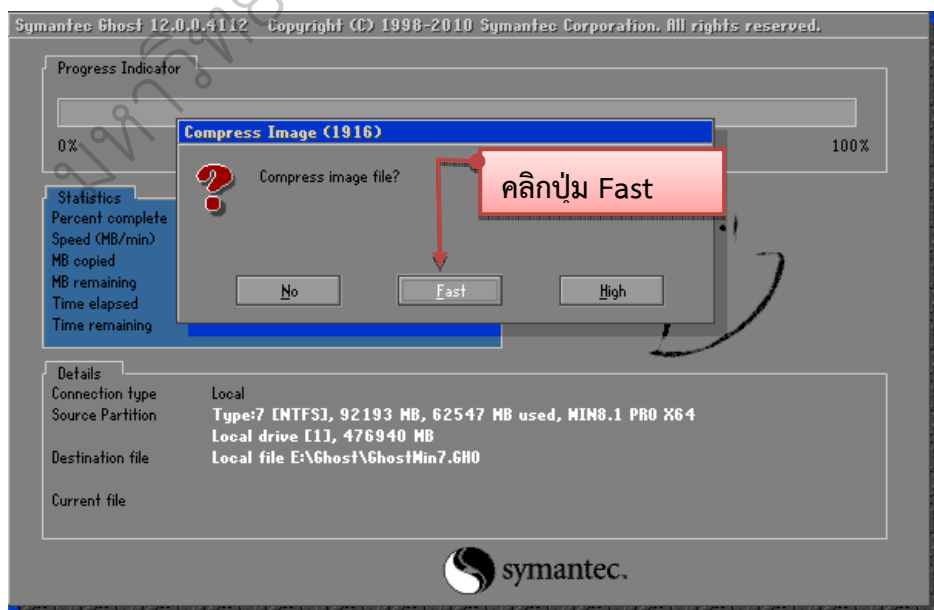 Symantec Ghost 12.0.0.4112 Copyright (C) 1998-2010 Symantec Corporation. All rights reserved.
Progress Indicator
0%
100%
Compress Image (1916)
Compress image file?
คลิกปุ่ม Fast
No
Fast
High
Statistics
Percent complete
Speed (MB/min)
MB copied
MB remaining
Time elapsed
Time remaining
Details
Connection type Local
Source Partition Type:7 [NTFS], 92193 MB, 62547 MB used, WIN8.1 PRO X64
Local drive [1], 476940 MB
Destination file Local file E:\Ghost\GhostWin7.GHO
Current file
symantec.